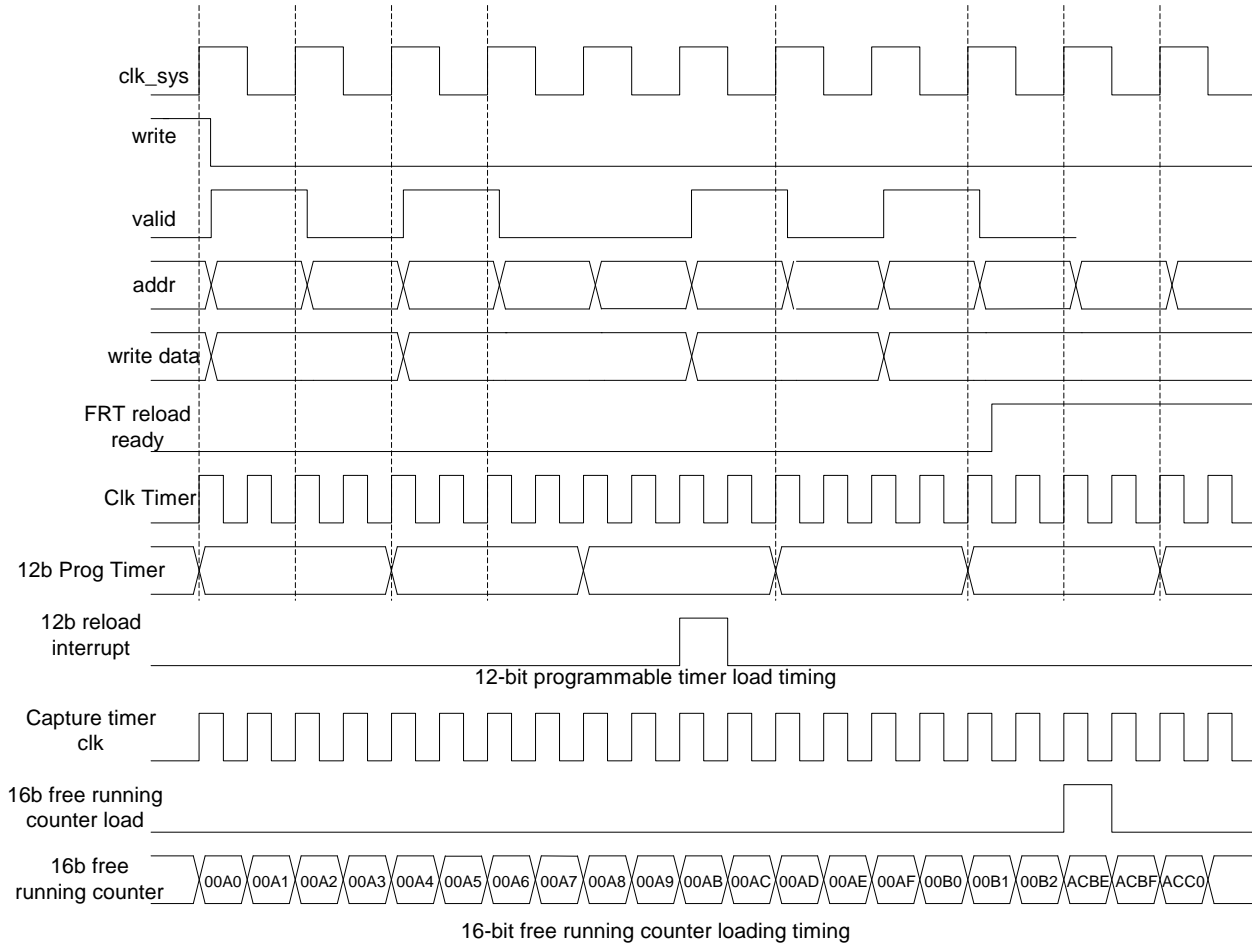 clk_sys
write
valid
addr
write data
FRT reload
ready
Clk Timer
12b Prog Timer
12b reload
interrupt
12-bit programmable timer load timing
Capture timer
clk
16b free running
counter load
16b free
running counter
00A0 00A1 00A2 00A3 00A4 00A5 00A6 00A7 00A8 00A9 00AB 00AC 00AD 00AE 00AF 00B0 00B1 00B2 ACBE ACBF ACC0
16-bit free running counter loading timing